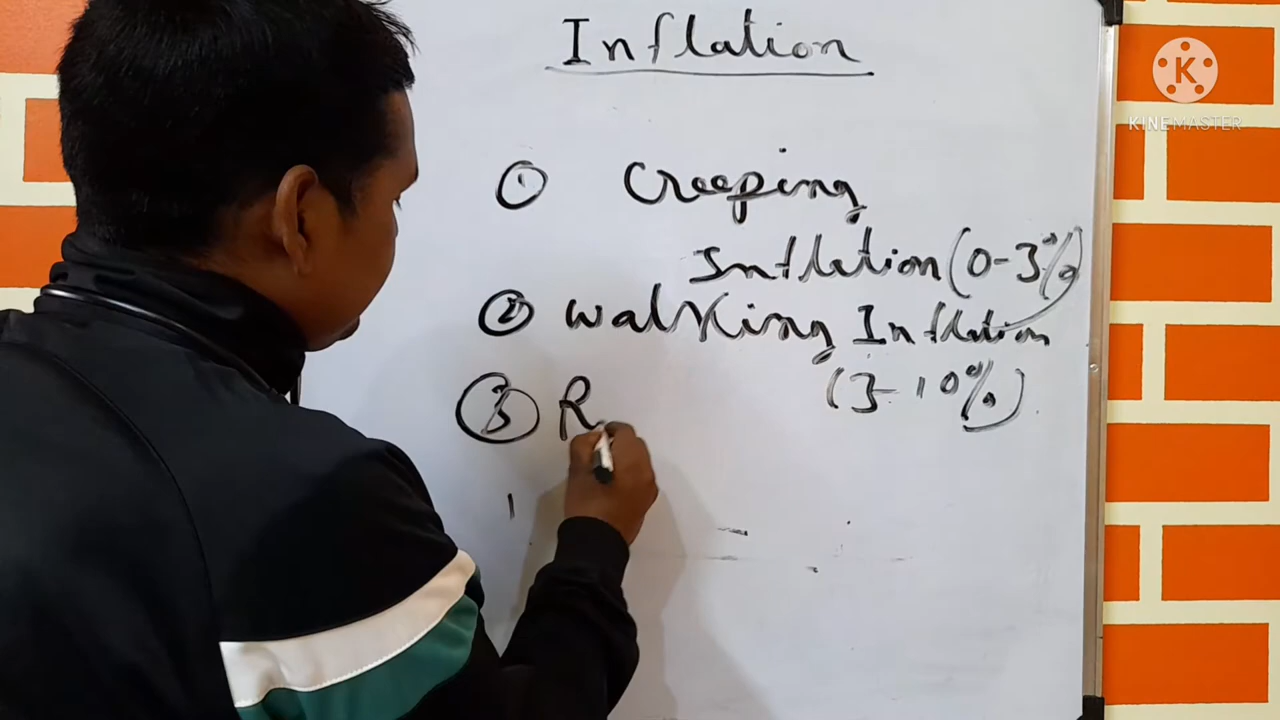 Inflation
① Creeping
Inflation (0-3%)
② Walking Inflation
(3-10%)
③ R
K
KINEMASTER